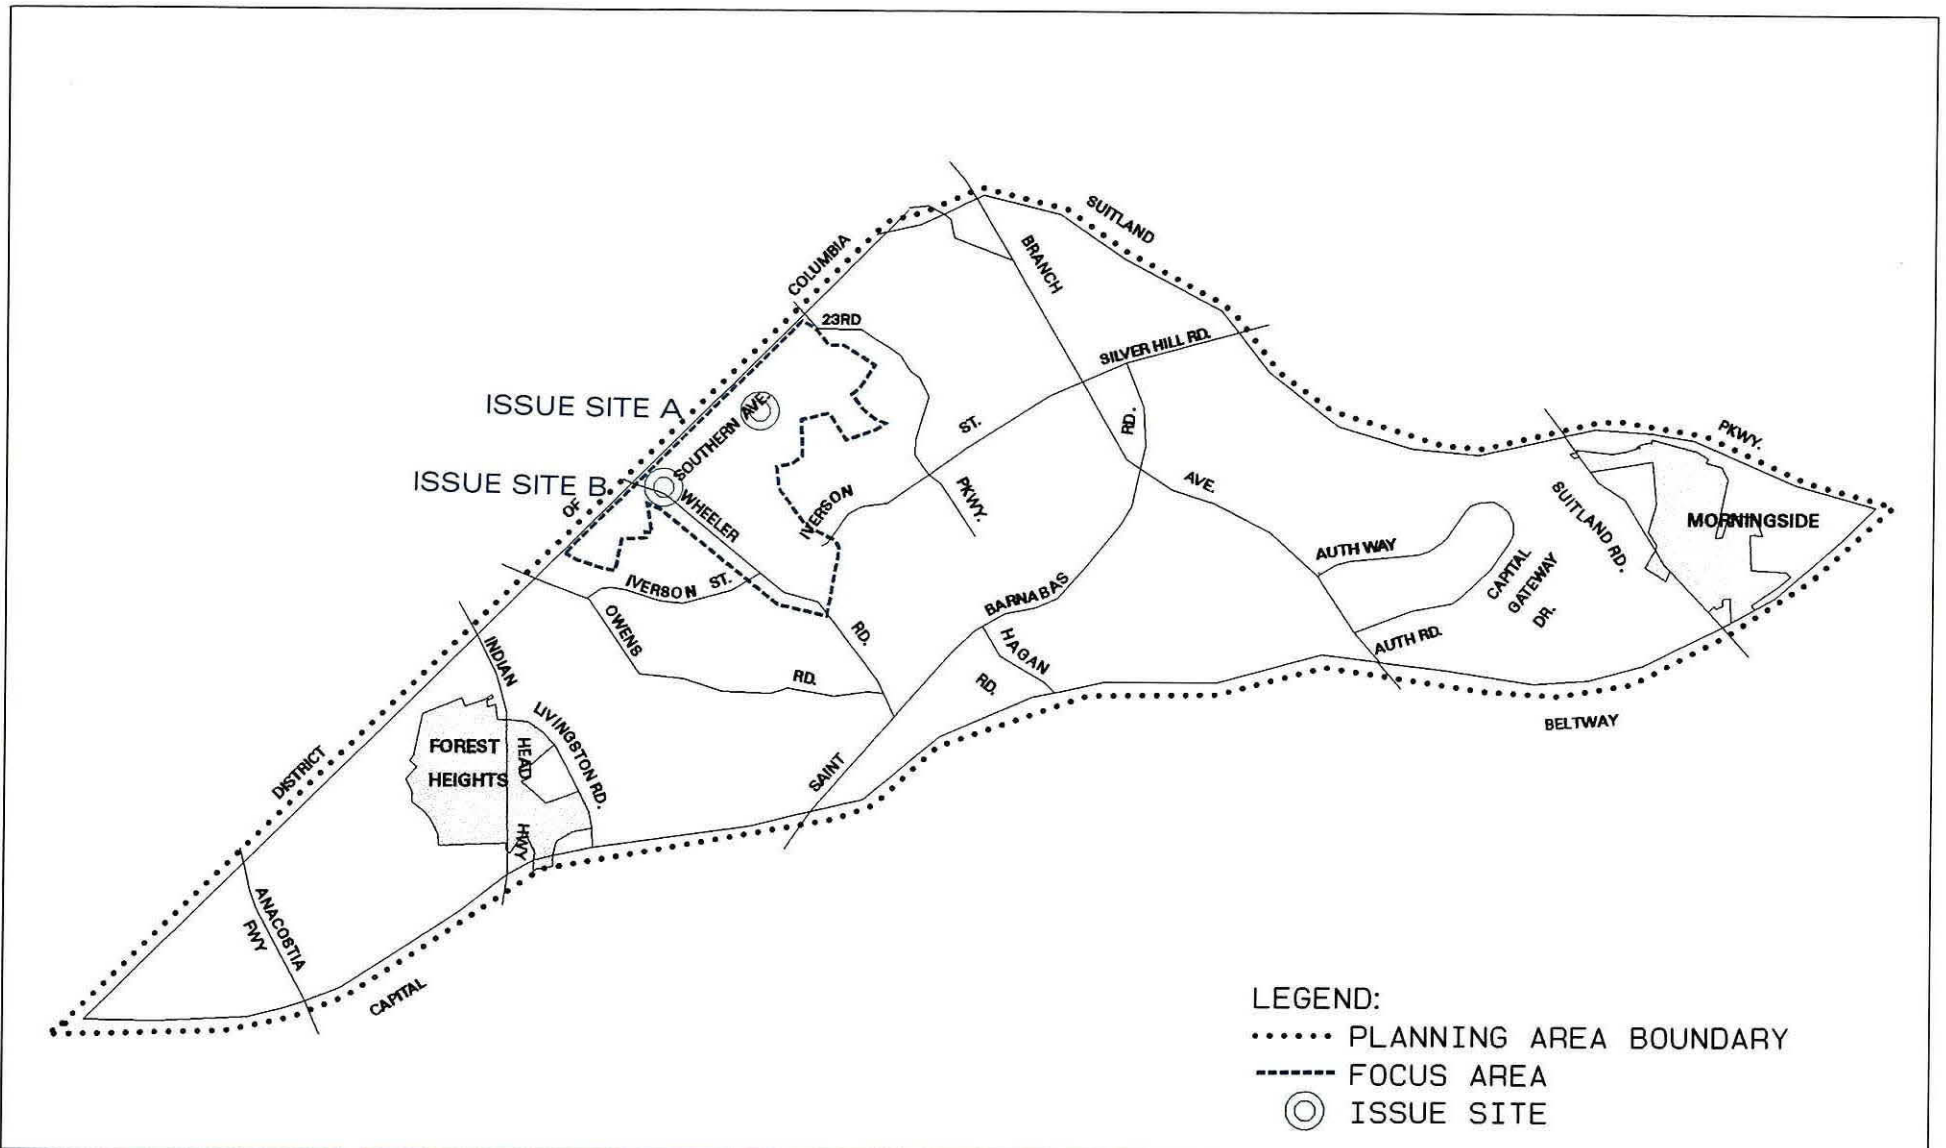 SUITLAND
COLUMBIA
BRANCH
23RD
SILVER HILL RD.
ISSUE SITE A
SOUTHERN AVE.
ST.
RD.
PKWY.
ISSUE SITE B
WHEELER
IVERSON
PKWY.
AVE.
SUITLAND RD.
MORNINGSIDE
OF
AUTH WAY
CAPITAL
GATEWAY
DR.
IVERSON ST.
BARNABAS
OWENS
RD.
HAGAN
AUTH RD.
INDIAN
RD.
RD.
LIVINGSTON RD.
BELTWAY
FOREST
HEIGHTS
HEAD
HWY
DISTRICT
SAINT
ANACOSTIA
FWY
CAPITAL
LEGEND:
PLANNING AREA BOUNDARY
FOCUS AREA
ISSUE SITE